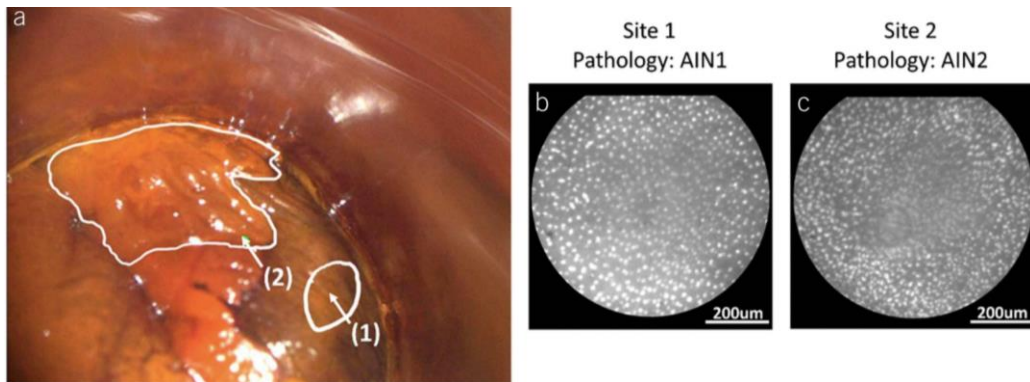 a
(2)
(1)
Site 1
Pathology: AIN1
b
200um
Site 2
Pathology: AIN2
c
200um